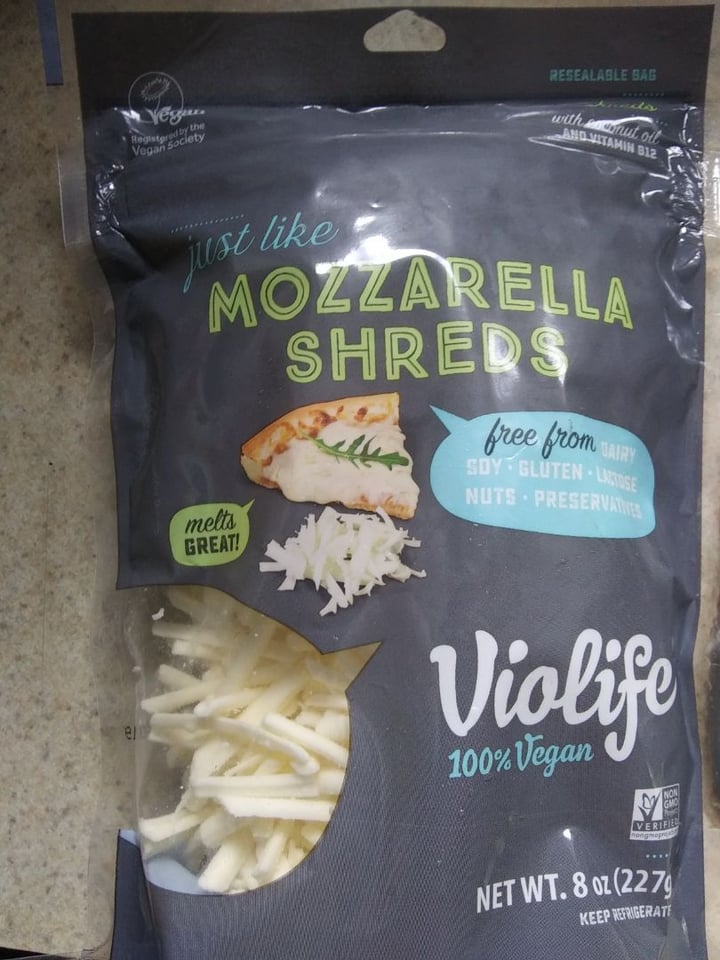 RESEALABLE BAG
Vegan
Registered by the
Vegan Society
shreds
with coconut oil
AND VITAMIN B12
just like
MOZZARELLA
SHREDS
free from DAIRY
SOY · GLUTEN · LACTOSE
NUTS · PRESERVATIVES
melts
GREAT!
Violife
100% Vegan
NON
GMO
Project
VERIFIED
NET WT. 8 oz (227g
KEEP REFRIGERATE